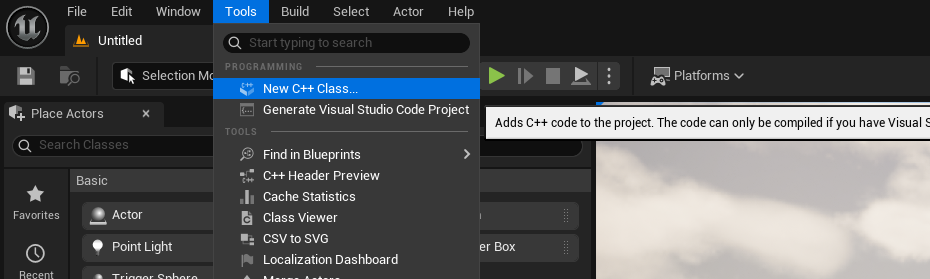 File Edit Window Tools Build Select Actor Help
Untitled
Start typing to search
Selection Mo
PROGRAMMING
Platforms
New C++ Class...
Generate Visual Studio Code Project
Place Actors
Adds C++ code to the project. The code can only be compiled if you have Visual S
TOOLS
Search Classes
Find in Blueprints
C++ Header Preview
Basic
Cache Statistics
Favorites
Actor
Class Viewer
CSV to SVG
Point Light
er Box
Localization Dashboard
Recent
Trigger Sphere
Merge Actors